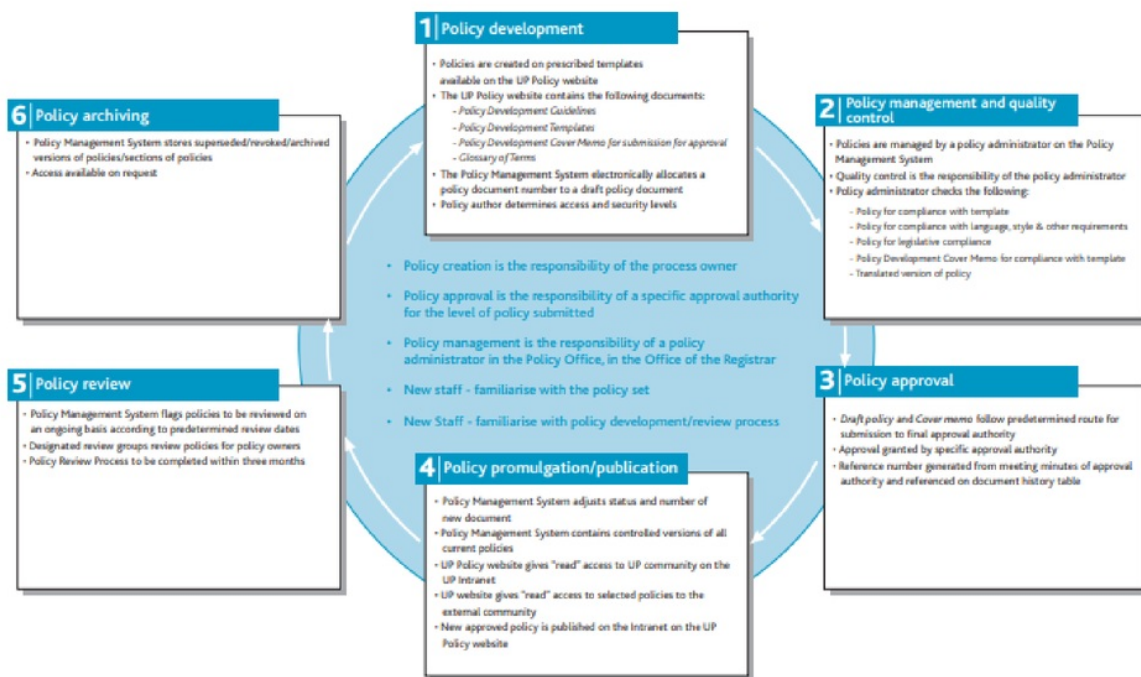 1 Policy development
• Policies are created on prescribed templates
available on the UP Policy website
• The UP Policy website contains the following documents:
- Policy Development Guidelines
- Policy Development Templates
- Policy Development Cover Memo for submission for approval
- Glossary of Terms
• The Policy Management System electronically allocates a
policy document number to a draft policy document
• Policy author determines access and security levels
2 Policy management and quality
control
• Policies are managed by a policy administrator on the Policy
Management System
• Quality control is the responsibility of the policy administrator
• Policy administrator checks the following:
- Policy for compliance with template
- Policy for compliance with language, style & other requirements
- Policy for legislative compliance
- Policy Development Cover Memo for compliance with template
- Translated version of policy
3 Policy approval
• Draft policy and Cover memo follow predetermined route for
submission to final approval authority
• Approval granted by specific approval authority
• Reference number generated from meeting minutes of approval
authority and referenced on document history table
4 Policy promulgation/publication
• Policy Management System adjusts status and number of
new document
• Policy Management System contains controlled versions of all
current policies
• UP Policy website gives "read" access to UP community on the
UP Intranet
• UP website gives "read" access to selected policies to the
external community
• New approved policy is published on the Intranet on the UP
Policy website
5 Policy review
• Policy Management System flags policies to be reviewed on
an ongoing basis according to predetermined review dates
• Designated review groups review policies for policy owners
• Policy Review Process to be completed within three months
6 Policy archiving
• Policy Management System stores superseded/revoked/archived
versions of policies/sections of policies
• Access available on request
• Policy creation is the responsibility of the process owner
• Policy approval is the responsibility of a specific approval authority
for the level of policy submitted
• Policy management is the responsibility of a policy
administrator in the Policy Office, in the Office of the Registrar
• New staff - familiarise with the policy set
• New Staff - familiarise with policy development/review process